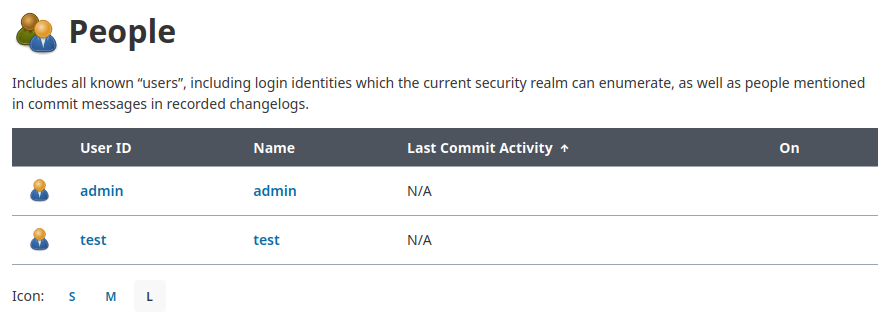 People
Includes all known “users”, including login identities which the current security realm can enumerate, as well as people mentioned
in commit messages in recorded changelogs.
User ID Name Last Commit Activity ↑ On
admin admin N/A
test test N/A
Icon: S M L